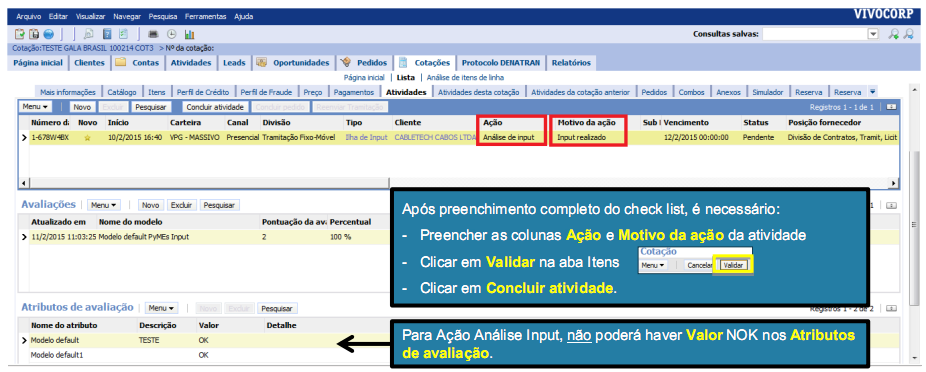 Arquivo Editar Visualizar Navegar Pesquisa Ferramentas Ajuda VIVOCORP
Consultas salvas:
Cotação:TESTE GALA BRASIL 100214 COT3 > Nº da cotação:
Página inicial Clientes Contas Atividades Leads Oportunidades Pedidos Cotações Protocolo DENATRAN Relatórios
Página inicial | Lista | Análise de itens de linha
Mais informações Catálogo Itens Perfil de Crédito Perfil de Fraude Preço Pagamentos Atividades Atividades desta cotação Atividades da cotação anterior Pedidos Combos Anexos Simulador Reserva Reserva
Menu Novo Excluir Pesquisar Concluir atividade Concluir pedido Reenviar Tramitação Registros 1 - 1 de 1
Número d Novo Início Carteira Canal Divisão Tipo Cliente Ação Motivo da ação Sub Vencimento Status Posição fornecedor
1-678W4BX 10/2/2015 16:40 VPG - MASSIVO Presencial Tramitação Fixo-Móvel Ilha de Input CABLETECH CABOS LTDA Análise de input Input realizado 12/2/2015 00:00:00 Pendente Divisão de Contratos, Tramit, Licit
Avaliações Menu Novo Excluir Pesquisar 1
Atualizado em Nome do modelo Pontuação da av Percentual
11/2/2015 11:03:25 Modelo default PyMEs Input 2 100 %
Após preenchimento completo do check list, é necessário:
- Preencher as colunas Ação e Motivo da ação da atividade
- Clicar em Validar na aba Itens
Cotação
Menu Cancelar Validar
- Clicar em Concluir atividade.
Atributos de avaliação Menu Novo Excluir Pesquisar Registros 1 - 2 de 2
Nome do atributo Descrição Valor Detalhe
Modelo default TESTE OK
Modelo default1 OK
Para Ação Análise Input, não poderá haver Valor NOK nos Atributos
de avaliação.